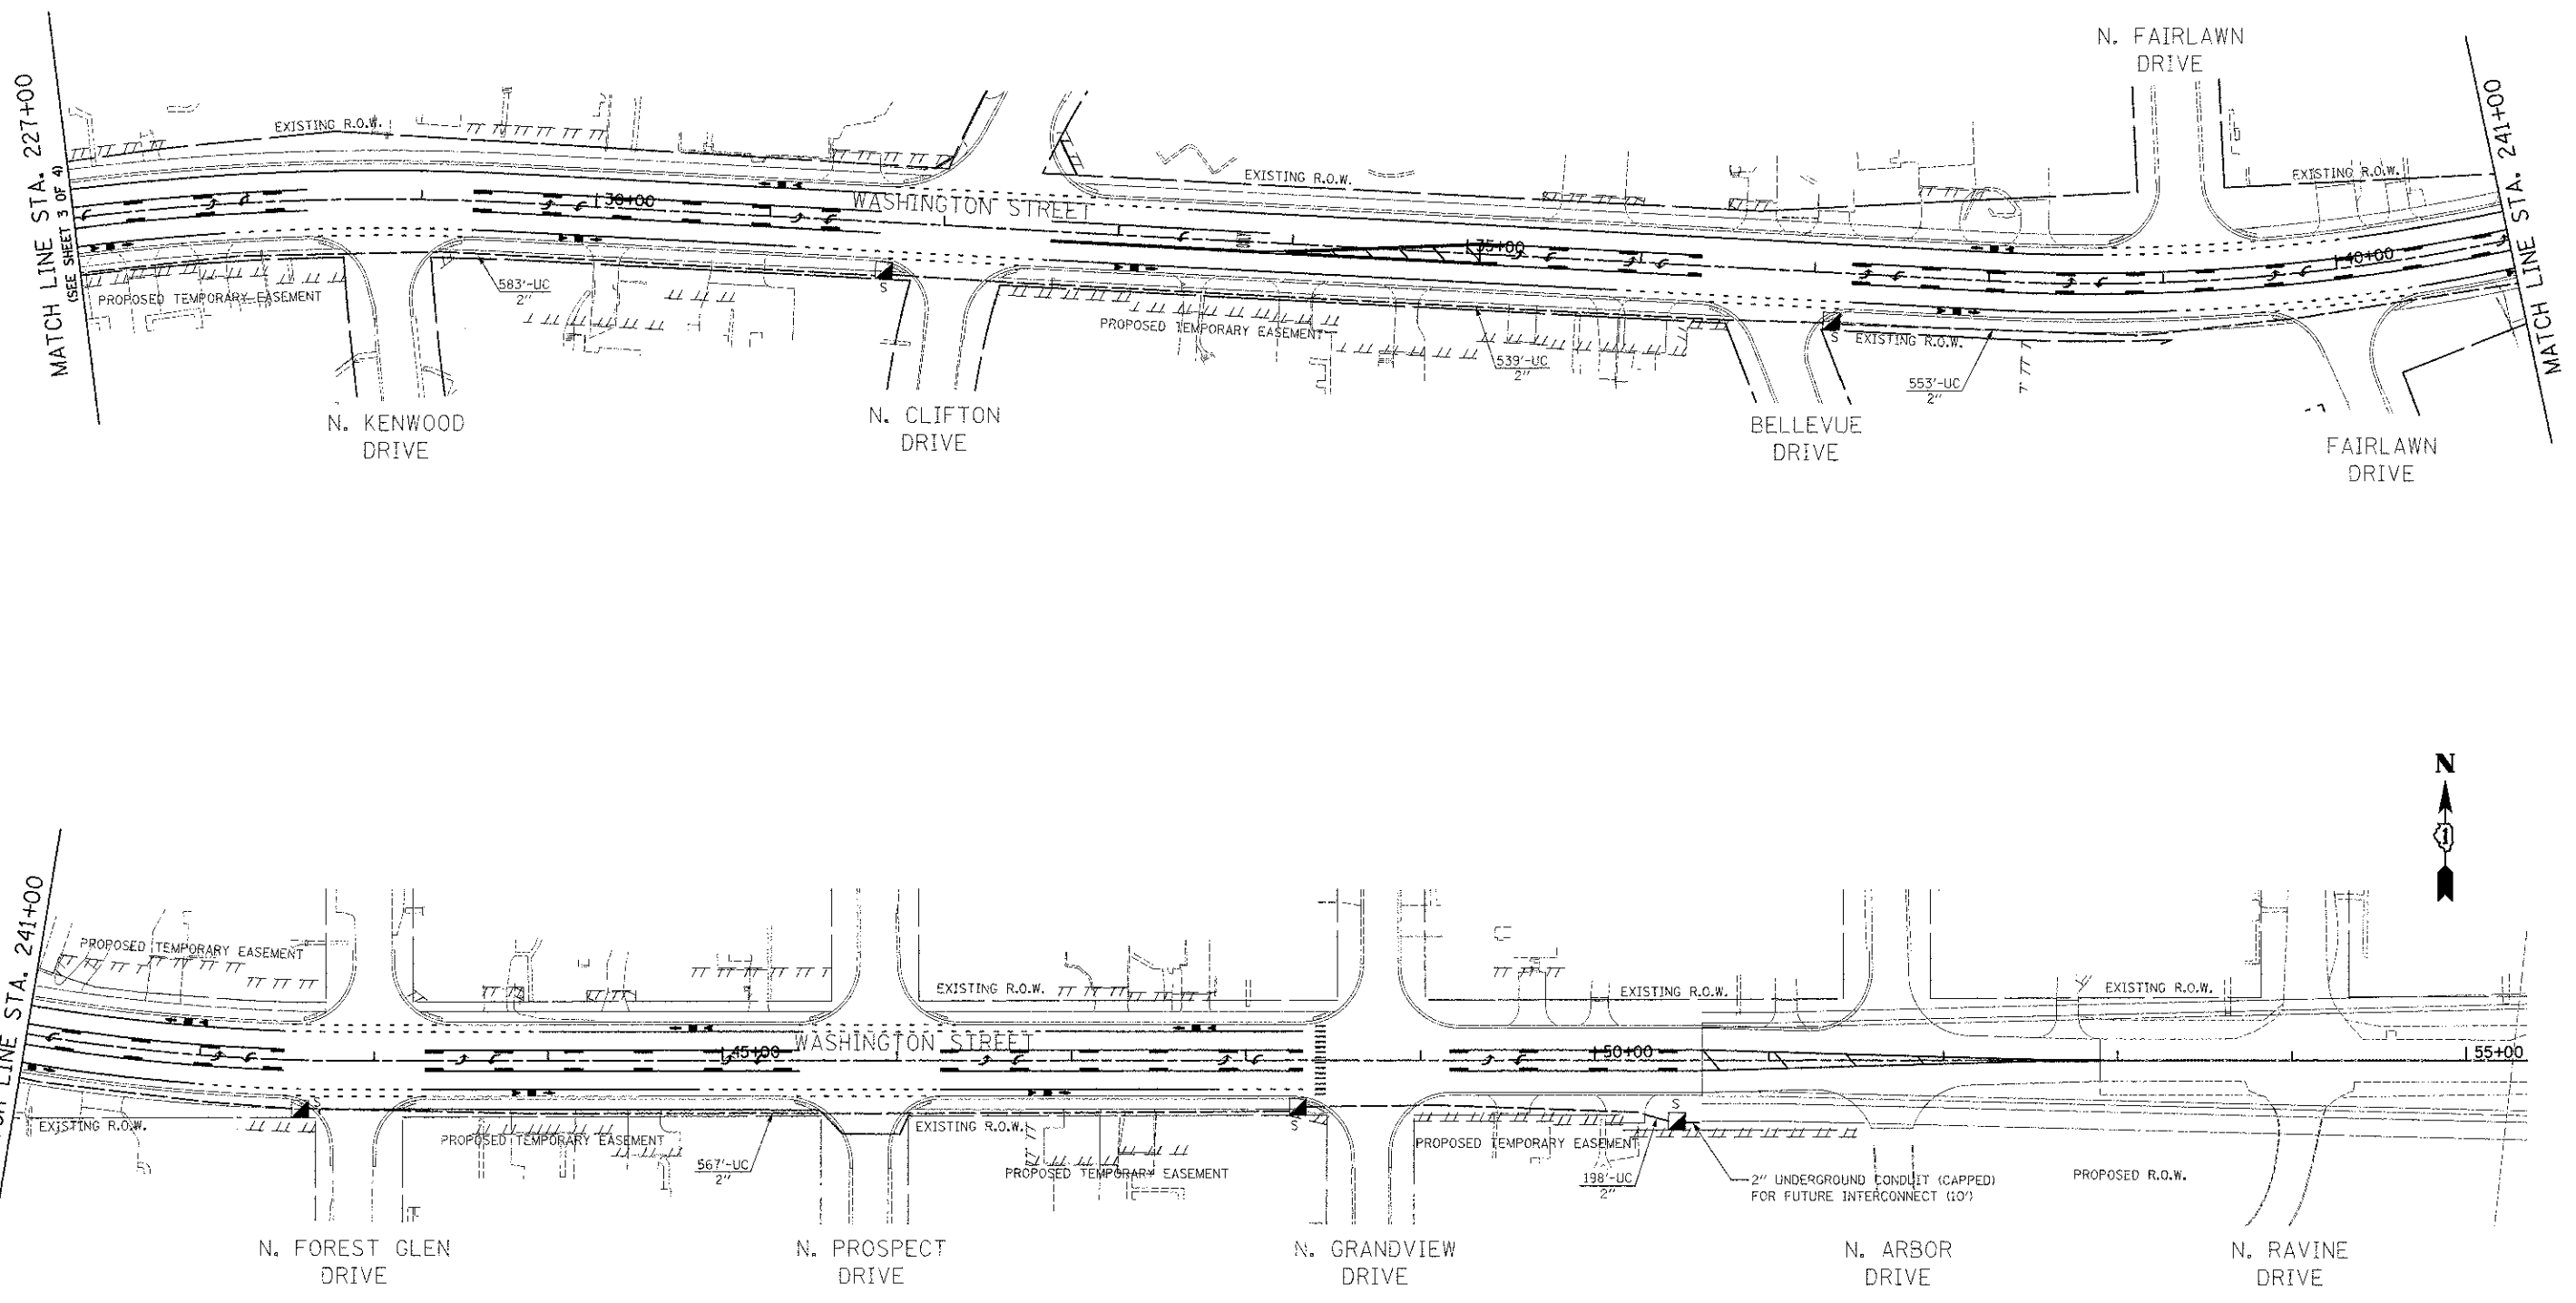 N. FAIRLAWN
DRIVE
MATCH LINE STA. 227+00
(SEE SHEET 3 OF 4)
EXISTING R.O.W.
EXISTING R.O.W.
EXISTING R.O.W.
MATCH LINE STA. 241+00
30+00
WASHINGTON STREET
35+00
40+00
PROPOSED TEMPORARY EASEMENT
583'-UC
2"
PROPOSED TEMPORARY EASEMENT
S
S
EXISTING R.O.W.
539'-UC
2"
553'-UC
2"
N. KENWOOD
DRIVE
N. CLIFTON
DRIVE
BELLEVUE
DRIVE
FAIRLAWN
DRIVE
N
1
LINE STA. 241+00
PROPOSED TEMPORARY EASEMENT
EXISTING R.O.W.
EXISTING R.O.W.
EXISTING R.O.W.
45+00
WASHINGTON STREET
50+00
55+00
S
S
S
EXISTING R.O.W.
PROPOSED TEMPORARY EASEMENT
EXISTING R.O.W.
PROPOSED TEMPORARY EASEMENT
PROPOSED TEMPORARY EASEMENT
567'-UC
2"
198'-UC
2"
2" UNDERGROUND CONDUIT (CAPPED)
FOR FUTURE INTERCONNECT (10')
PROPOSED R.O.W.
N. FOREST GLEN
DRIVE
N. PROSPECT
DRIVE
N. GRANDVIEW
DRIVE
N. ARBOR
DRIVE
N. RAVINE
DRIVE